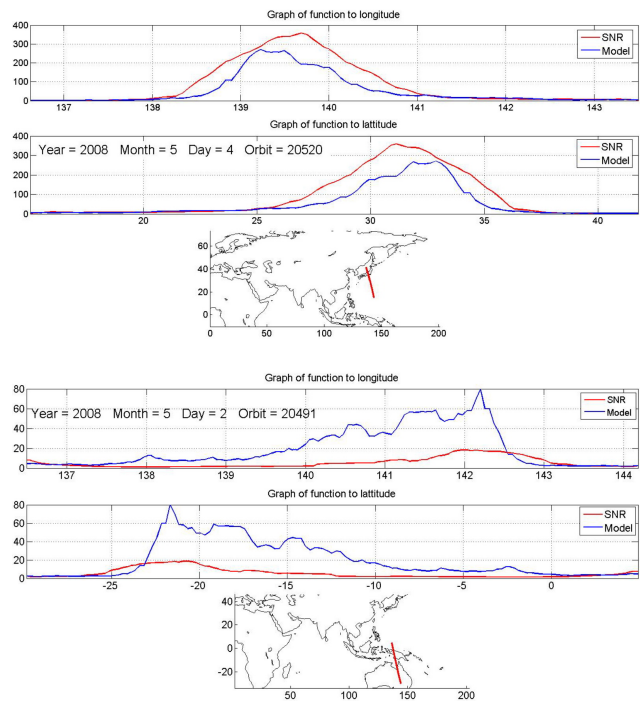 Graph of function to longitude
400
300
200
100
0
SNR
Model
137 138 139 140 141 142 143
Graph of function to lattitude
400
300
200
100
0
Year = 2008 Month = 5 Day = 4 Orbit = 20520
SNR
Model
20 25 30 35 40
60
40
20
0
0 50 100 150 200
Graph of function to longitude
80
60
40
20
0
Year = 2008 Month = 5 Day = 2 Orbit = 20491
SNR
Model
137 138 139 140 141 142 143 144
Graph of function to lattitude
80
60
40
20
0
SNR
Model
-25 -20 -15 -10 -5 0
40
20
0
-20
50 100 150 200